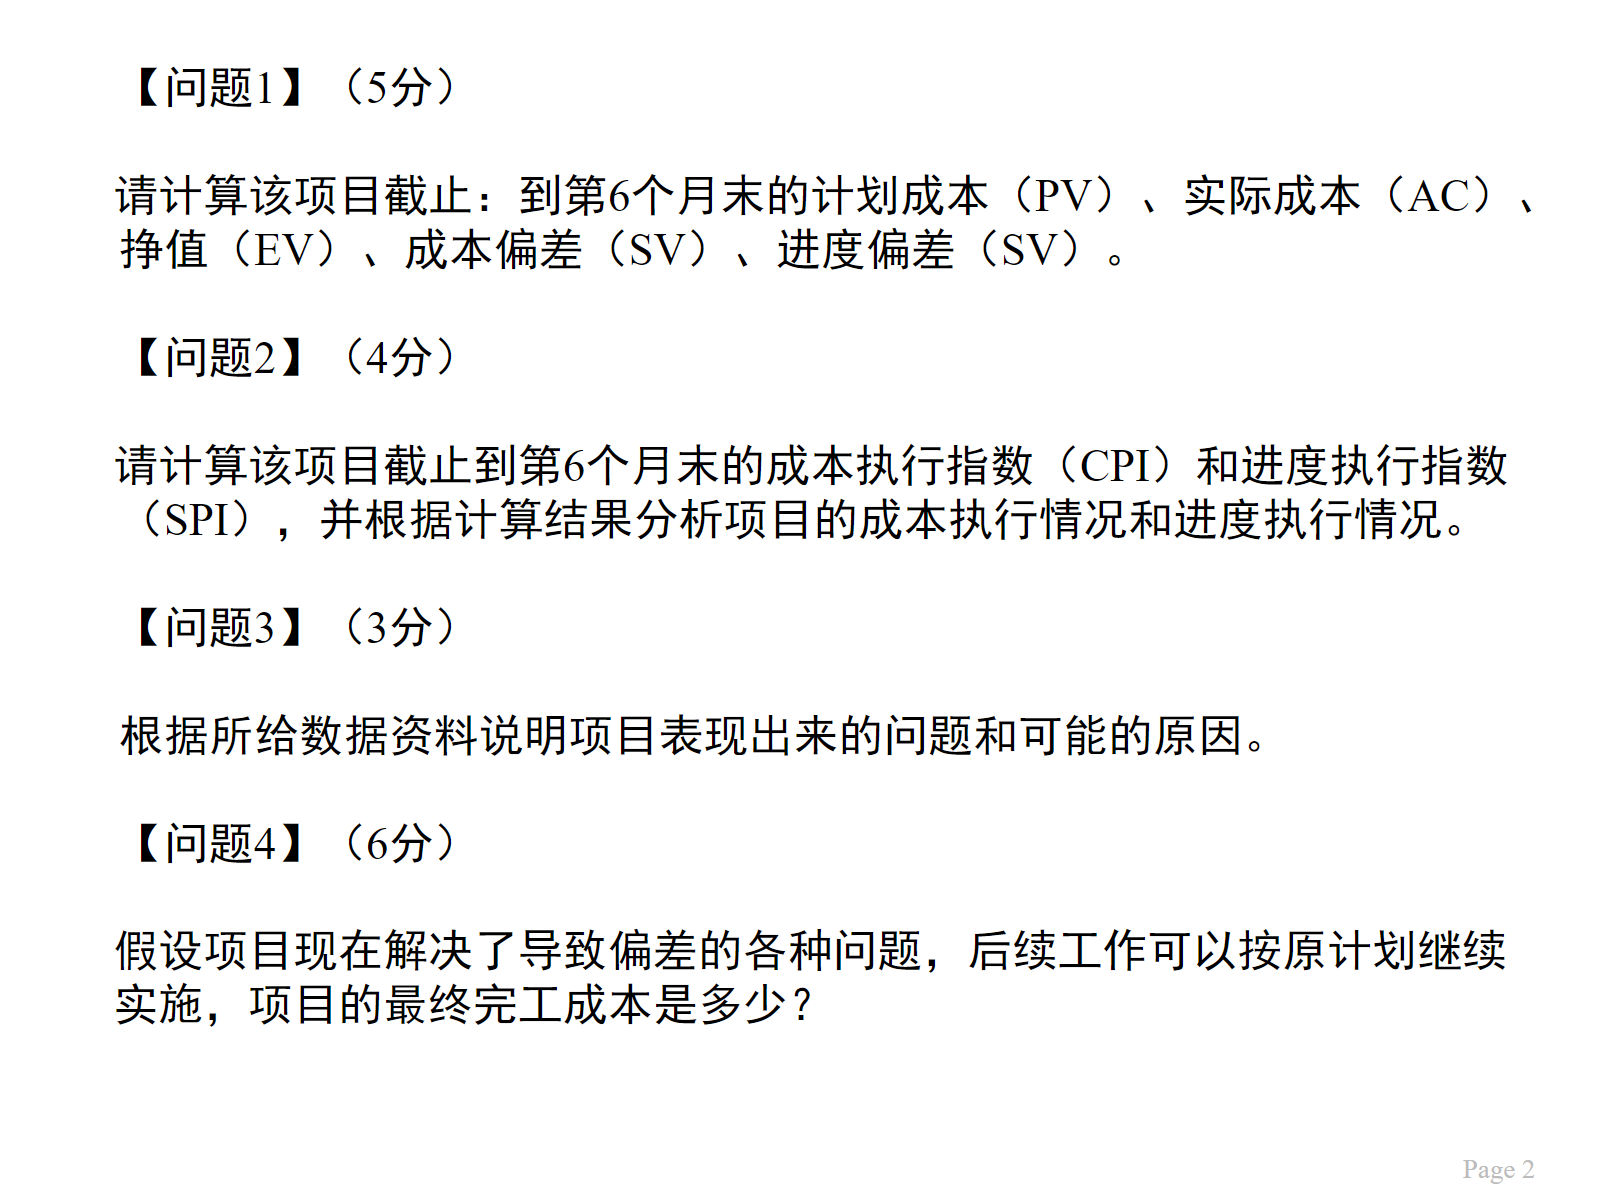 【问题1】（5分）
请计算该项目截止：到第6个月末的计划成本（PV）、实际成本（AC）、
挣值（EV）、成本偏差（SV）、进度偏差（SV）。
【问题2】（4分）
请计算该项目截止到第6个月末的成本执行指数（CPI）和进度执行指数
（SPI），并根据计算结果分析项目的成本执行情况和进度执行情况。
【问题3】（3分）
根据所给数据资料说明项目表现出来的问题和可能的原因。
【问题4】（6分）
假设项目现在解决了导致偏差的各种问题，后续工作可以按原计划继续
实施，项目的最终完工成本是多少？
Page 2